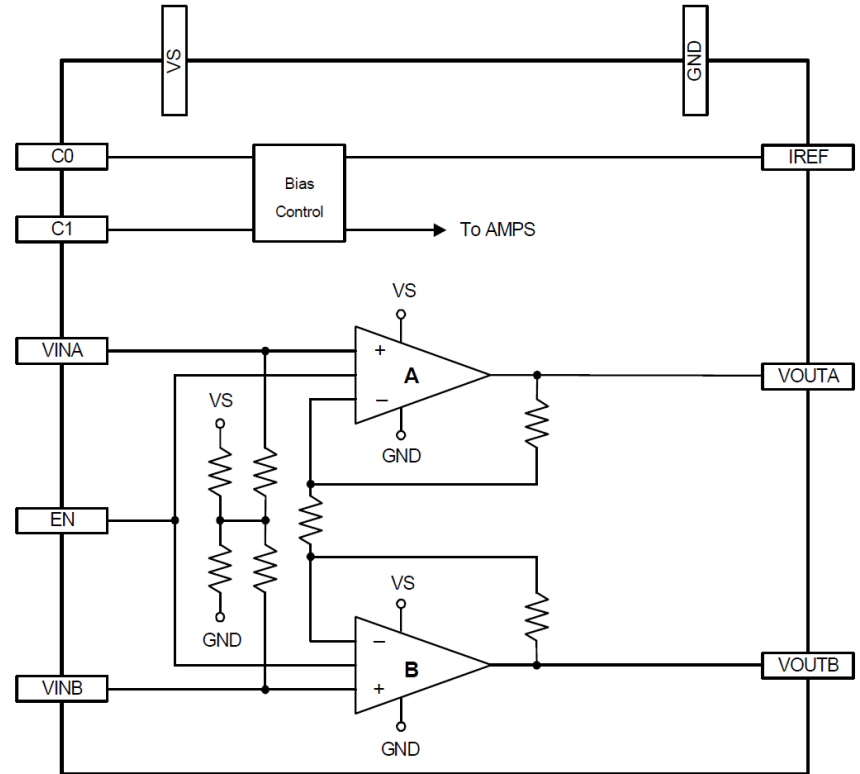 VS
GND
C0
IREF
Bias
Control
C1
To AMPS
VS
VINA
+
A
VOUTA
VS
−
GND
EN
VS
GND
−
B
VOUTB
VINB
+
GND